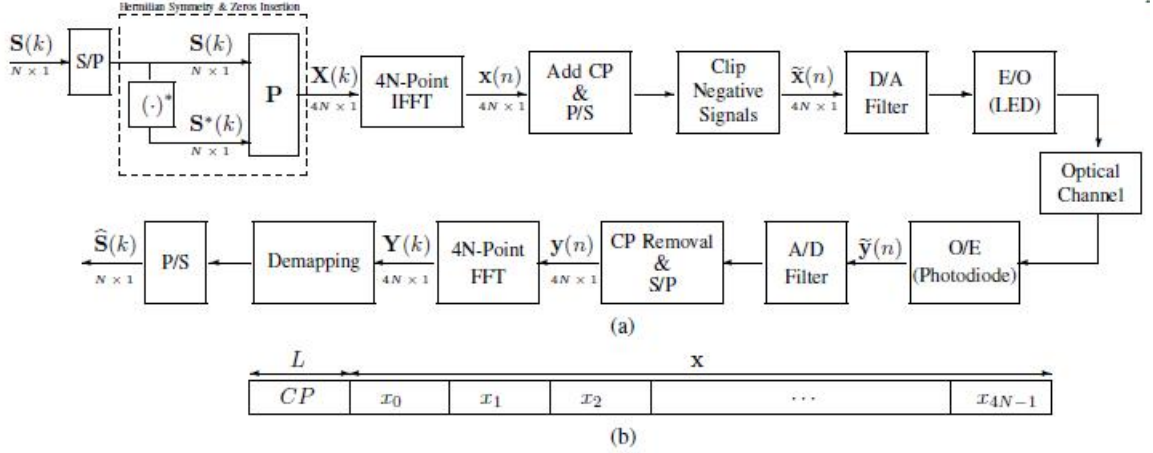 Hermilian Symmetry & Zeros Insertion
S(k)
N × 1
S/P
S(k)
N × 1
(·)*
S*(k)
N × 1
P
X(k)
4N × 1
4N-Point
IFFT
x(n)
4N × 1
Add CP
&
P/S
Clip
Negative
Signals
x̃(n)
4N × 1
D/A
Filter
E/O
(LED)
Optical
Channel
Ŝ(k)
N × 1
P/S
Demapping
Y(k)
4N × 1
4N-Point
FFT
y(n)
4N × 1
CP Removal
&
S/P
A/D
Filter
ỹ(n)
O/E
(Photodiode)
(a)
L
x
CP x₀ x₁ x₂ ··· x₄N−1
(b)